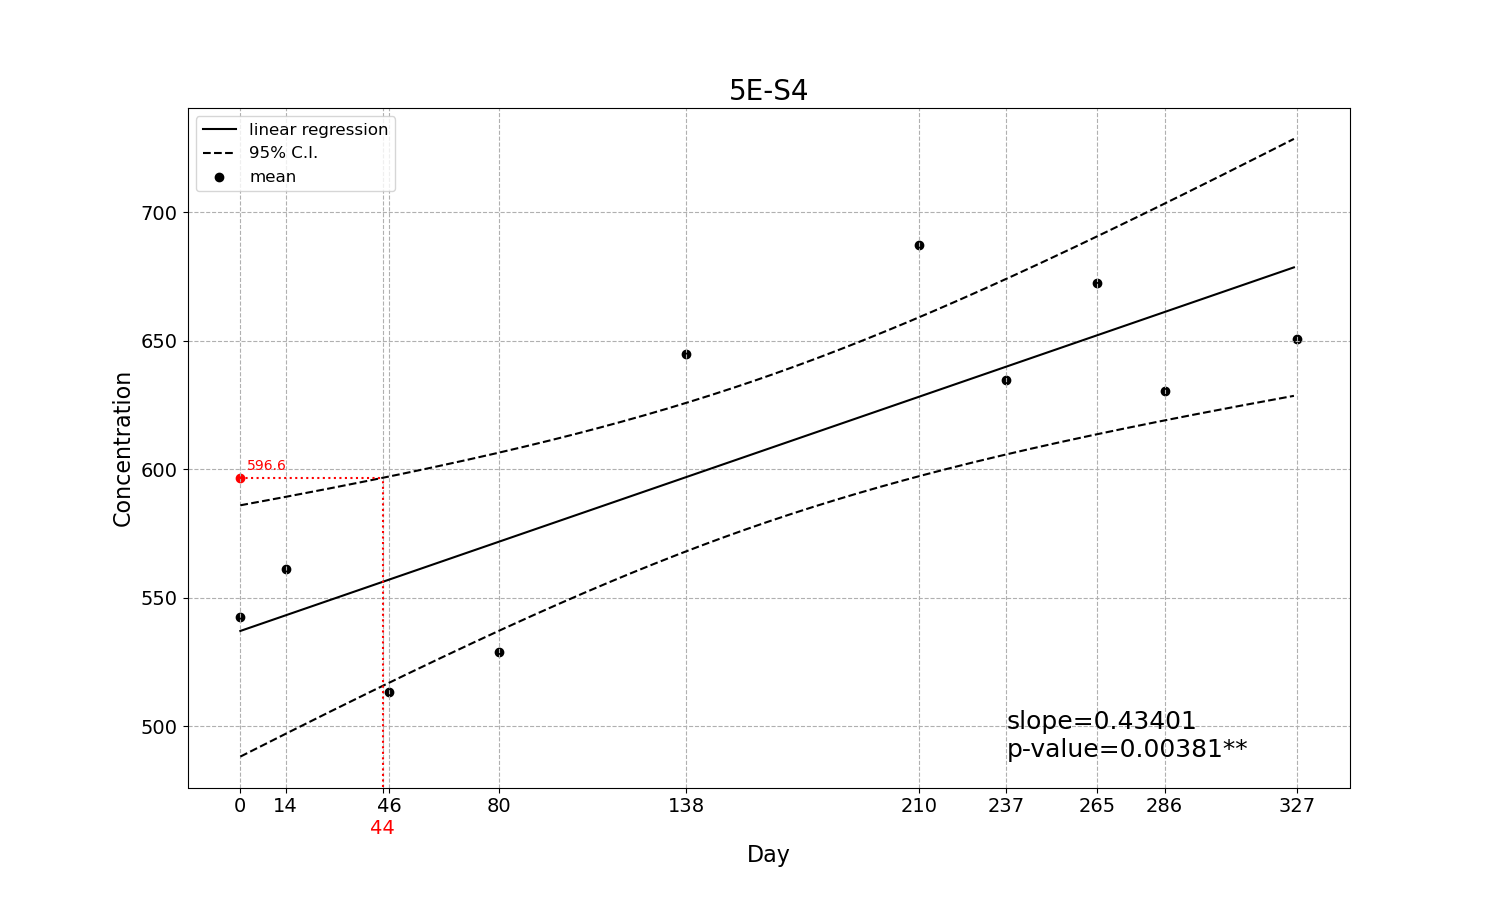 5E-S4
linear regression
95% C.I.
mean
Concentration
700
650
600
550
500
596.6
slope=0.43401
p-value=0.00381**
0 14 46 80 138 210 237 265 286 327
44
Day